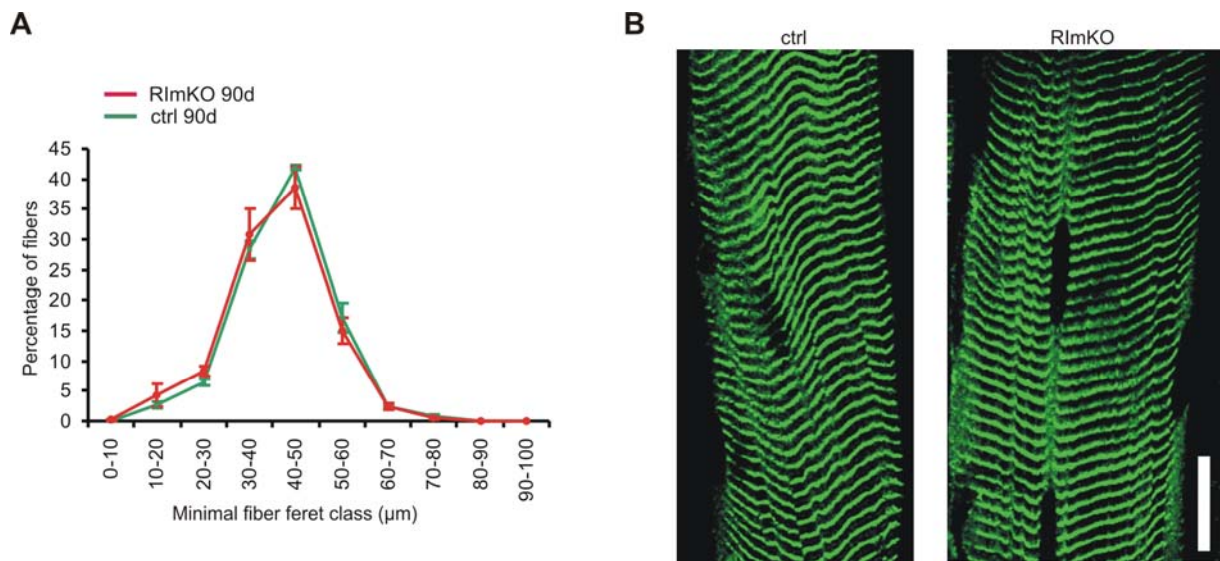 A
RImKO 90d
ctrl 90d
45
40
35
30
25
20
15
10
5
0
Percentage of fibers
0-10
10-20
20-30
30-40
40-50
50-60
60-70
70-80
80-90
90-100
Minimal fiber feret class (µm)
B
ctrl
RImKO